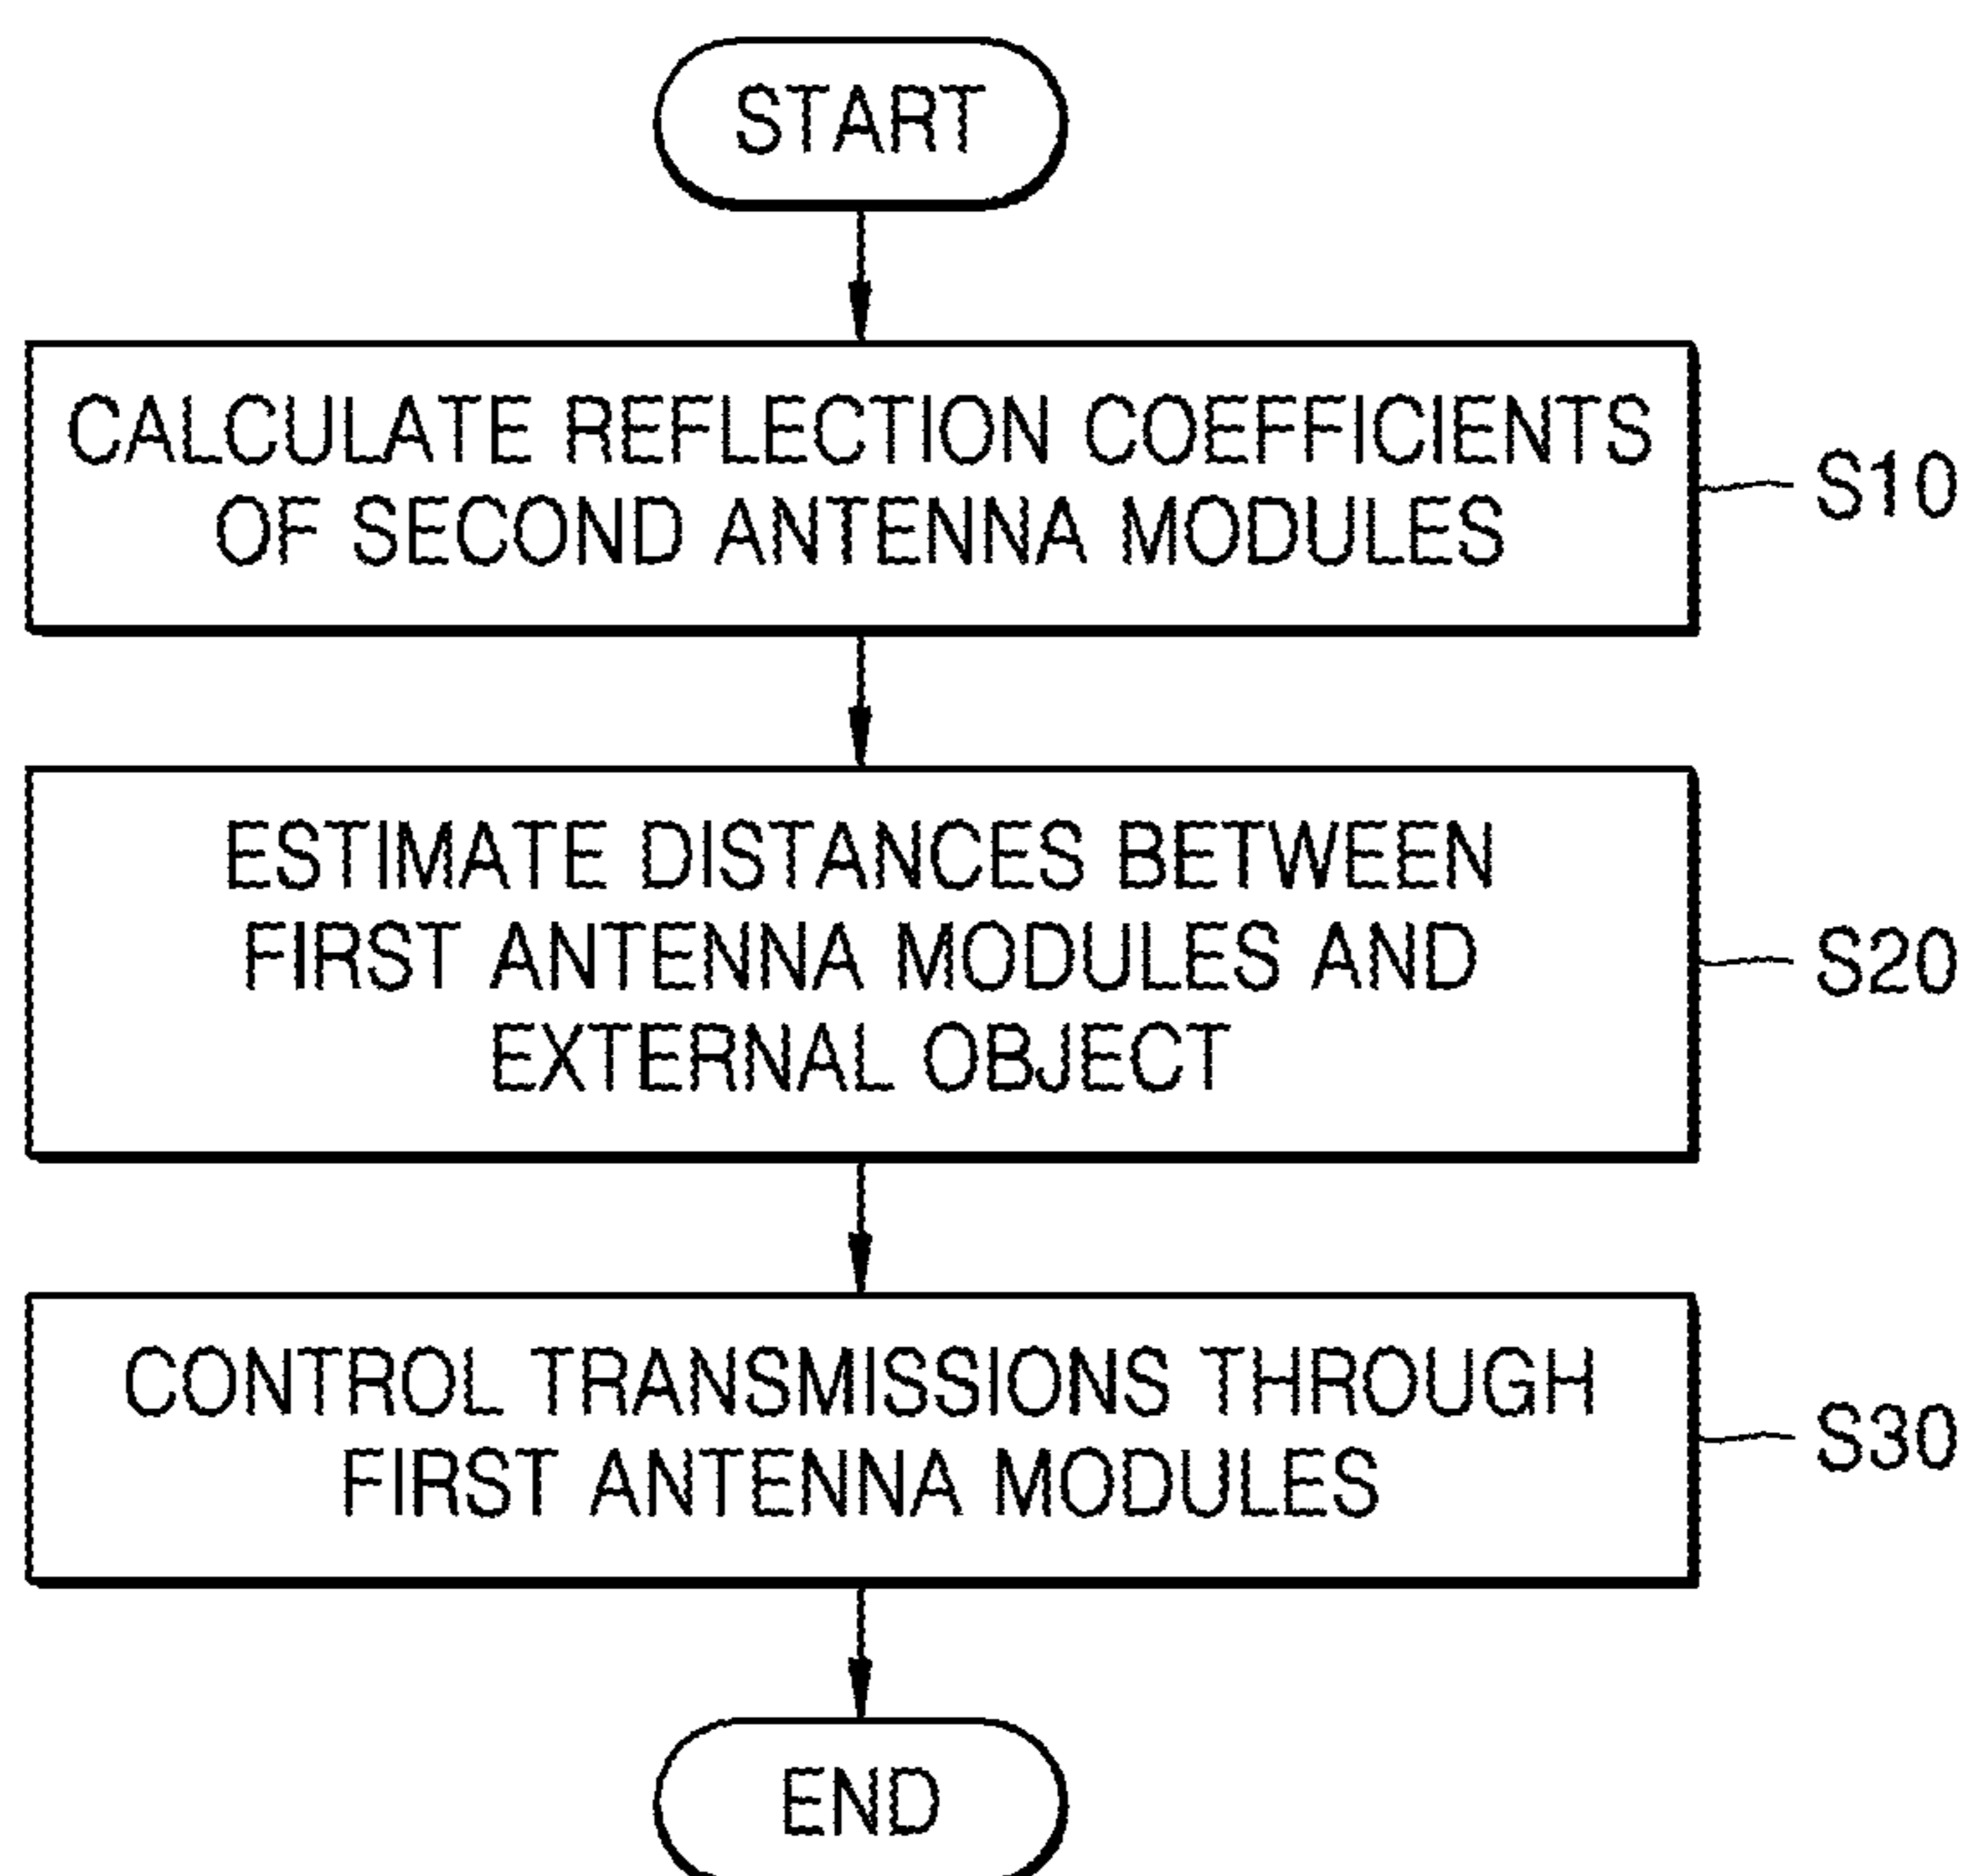 START
CALCULATE REFLECTION COEFFICIENTS
OF SECOND ANTENNA MODULES
S10
ESTIMATE DISTANCES BETWEEN
FIRST ANTENNA MODULES AND
EXTERNAL OBJECT
S20
CONTROL TRANSMISSIONS THROUGH
FIRST ANTENNA MODULES
S30
END